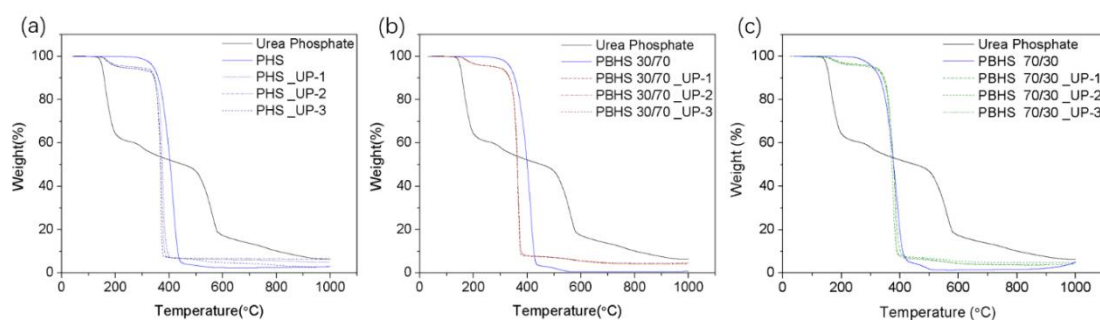 (a)
Urea Phosphate
PHS
PHS _UP-1
PHS _UP-2
PHS _UP-3
Weight(%)
100
80
60
40
20
0
0 200 400 600 800 1000
Temperature(°C)
(b)
Urea Phosphate
PBHS 30/70
PBHS 30/70 _UP-1
PBHS 30/70 _UP-2
PBHS 30/70 _UP-3
Weight(%)
100
80
60
40
20
0
0 200 400 600 800 1000
Temperature(°C)
(c)
Urea Phosphate
PBHS 70/30
PBHS 70/30 _UP-1
PBHS 70/30 _UP-2
PBHS 70/30 _UP-3
Weight (%)
100
80
60
40
20
0
0 200 400 600 800 1000
Temperature (°C)